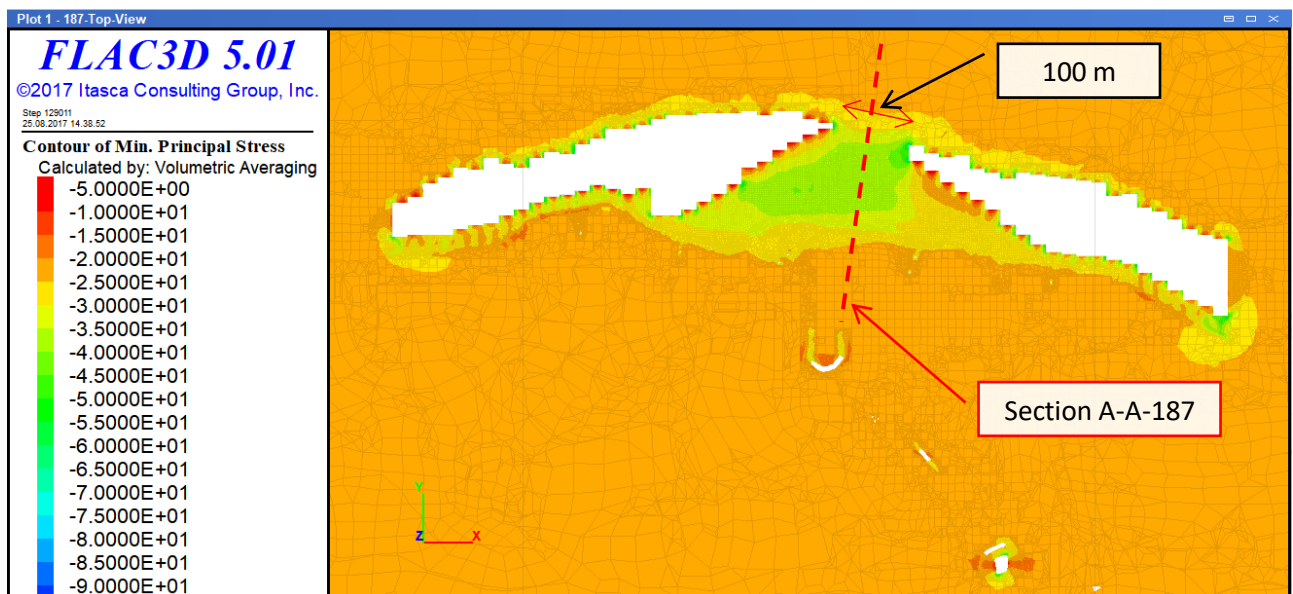 Plot 1 - 187-Top-View
FLAC3D 5.01
©2017 Itasca Consulting Group, Inc.
Step 129011
25.08.2017 14.38.52
Contour of Min. Principal Stress
Calculated by: Volumetric Averaging
-5.0000E+00
-1.0000E+01
-1.5000E+01
-2.0000E+01
-2.5000E+01
-3.0000E+01
-3.5000E+01
-4.0000E+01
-4.5000E+01
-5.0000E+01
-5.5000E+01
-6.0000E+01
-6.5000E+01
-7.0000E+01
-7.5000E+01
-8.0000E+01
-8.5000E+01
-9.0000E+01
100 m
Section A-A-187
Y
Z X